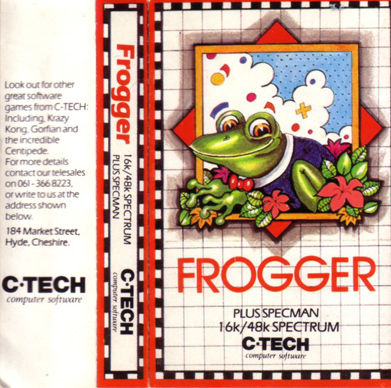 Look out for other
great software
games from C-TECH:
Including, Krazy
Kong, Gorfian and
the incredible
Centipede.
For more details
contact our telesales
on 061-366-8223,
or write to us at the
address shown
below.
184 Market Street,
Hyde, Cheshire.
C·TECH
computer software
Frogger
16k/48k SPECTRUM
PLUS SPECMAN
C·TECH
computer software
FROGGER
PLUS SPECMAN
16k/48k SPECTRUM
C·TECH
computer software